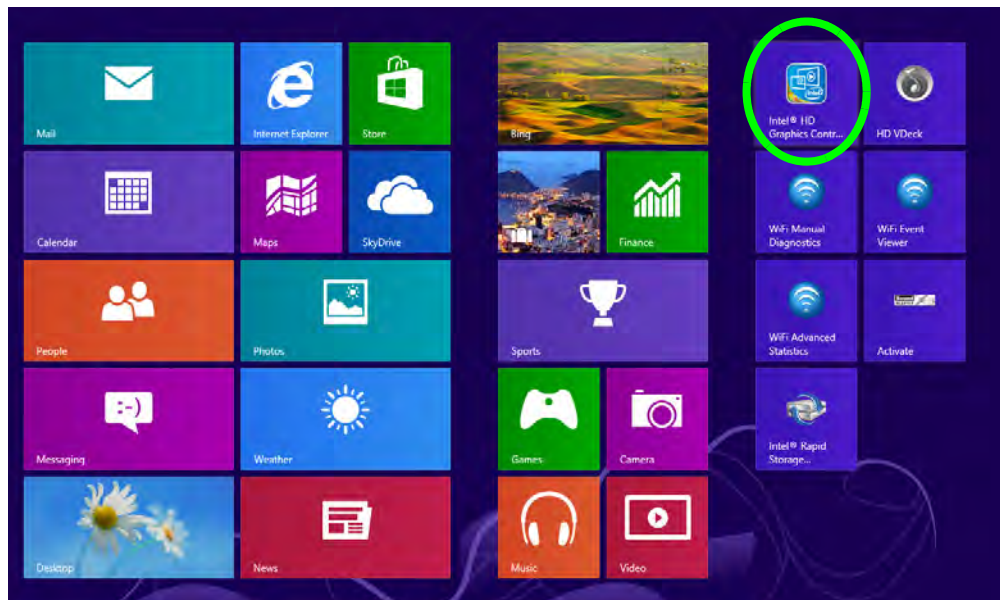 Mail
Internet Explorer
Store
Bing
Intel® HD
Graphics Contr...
HD VDeck
Calendar
Maps
SkyDrive
Finance
WiFi Manual
Diagnostics
WiFi Event
Viewer
People
Photos
Sports
WiFi Advanced
Statistics
Activate
:-)
Messaging
Weather
Games
Camera
Intel® Rapid
Storage...
Desktop
News
Music
Video